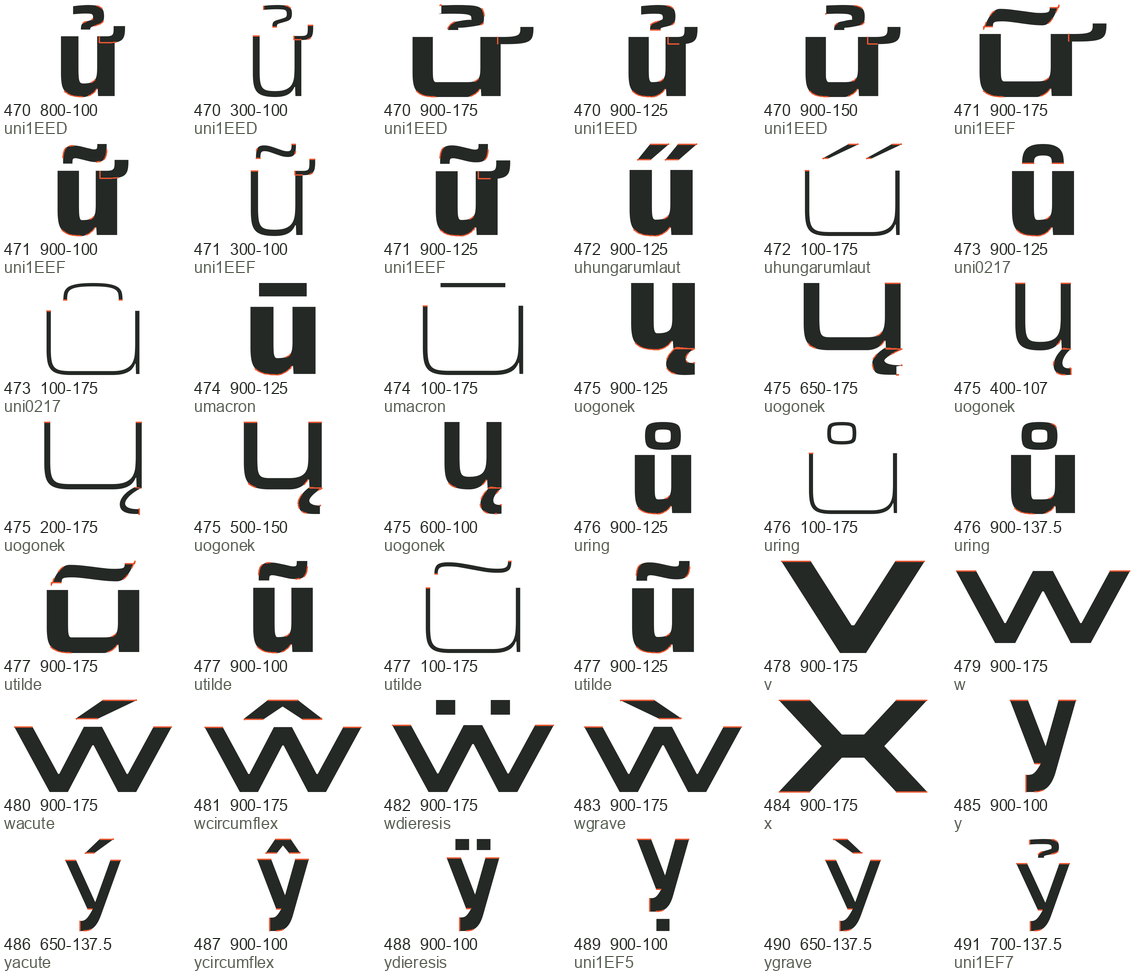 ử ử ử ử ử ữ
470 800-100 470 300-100 470 900-175 470 900-125 470 900-150 471 900-175
uni1EED uni1EED uni1EED uni1EED uni1EED uni1EEF
ữ ữ ữ ű ű ȗ
471 900-100 471 300-100 471 900-125 472 900-125 472 100-175 473 900-125
uni1EEF uni1EEF uni1EEF uhungarumlaut uhungarumlaut uni0217
ȗ ū ū ų ų ų
473 100-175 474 900-125 474 100-175 475 900-125 475 650-175 475 400-107
uni0217 umacron umacron uogonek uogonek uogonek
ų ų ų ů ů ů
475 200-175 475 500-150 475 600-100 476 900-125 476 100-175 476 900-137.5
uogonek uogonek uogonek uring uring uring
ũ ũ ũ ũ v w
477 900-175 477 900-100 477 100-175 477 900-125 478 900-175 479 900-175
utilde utilde utilde utilde v w
ẃ ŵ ẅ ẁ x y
480 900-175 481 900-175 482 900-175 483 900-175 484 900-175 485 900-100
wacute wcircumflex wdieresis wgrave x y
ý ŷ ÿ ỵ ỳ ỷ
486 650-137.5 487 900-100 488 900-100 489 900-100 490 650-137.5 491 700-137.5
yacute ycircumflex ydieresis uni1EF5 ygrave uni1EF7